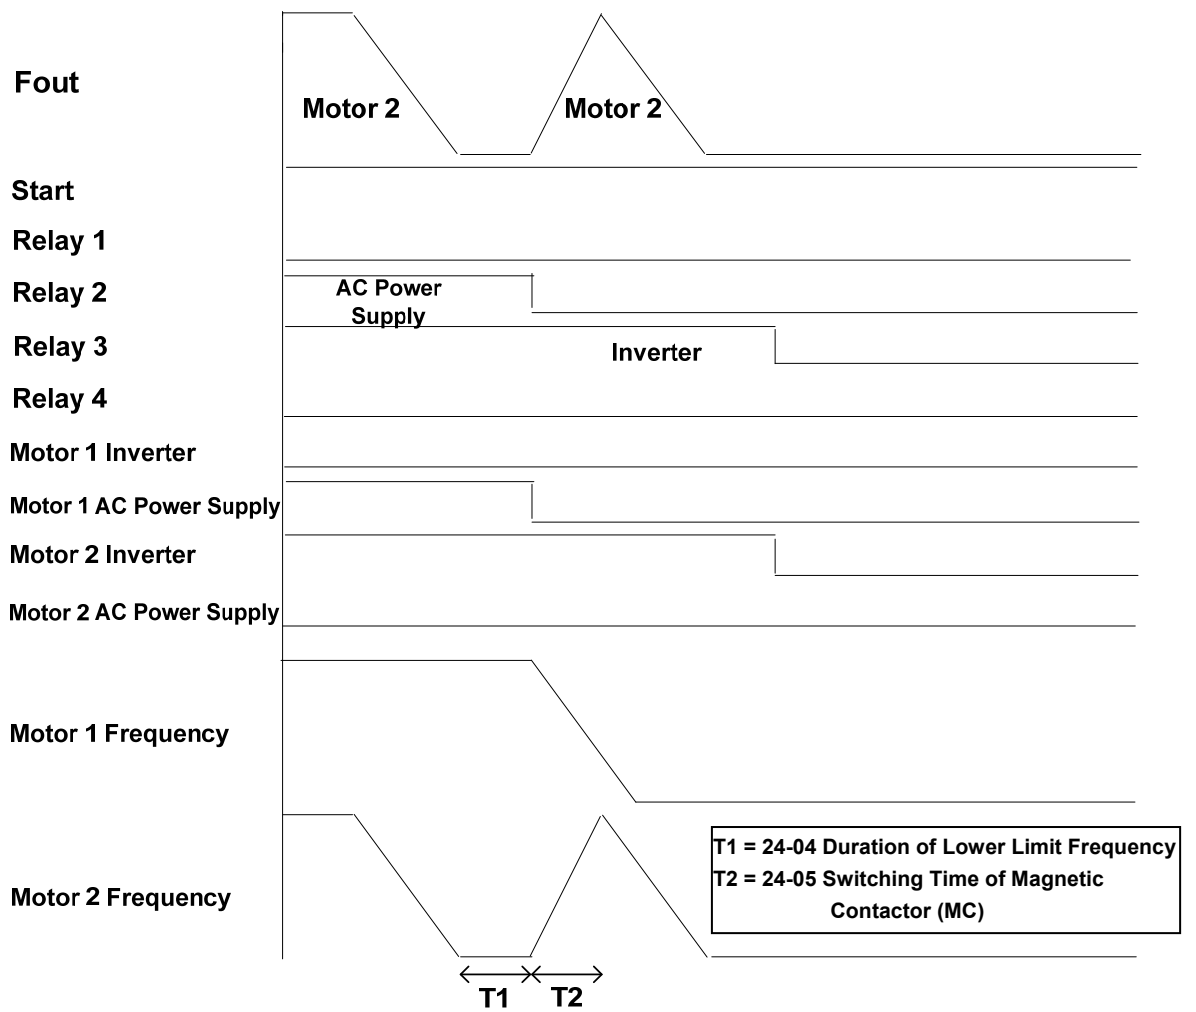 Fout
Motor 2
Motor 2
Start
Relay 1
Relay 2
AC Power
Supply
Relay 3
Inverter
Relay 4
Motor 1 Inverter
Motor 1 AC Power Supply
Motor 2 Inverter
Motor 2 AC Power Supply
Motor 1 Frequency
T1 = 24-04 Duration of Lower Limit Frequency
T2 = 24-05 Switching Time of Magnetic
Contactor (MC)
Motor 2 Frequency
T1
T2